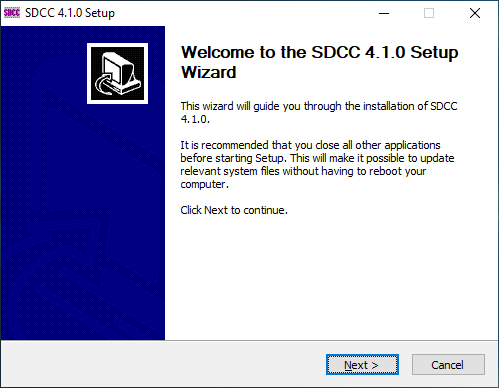 SDCC SDCC 4.1.0 Setup
Welcome to the SDCC 4.1.0 Setup
Wizard
This wizard will guide you through the installation of SDCC
4.1.0.
It is recommended that you close all other applications
before starting Setup. This will make it possible to update
relevant system files without having to reboot your
computer.
Click Next to continue.
Next > Cancel